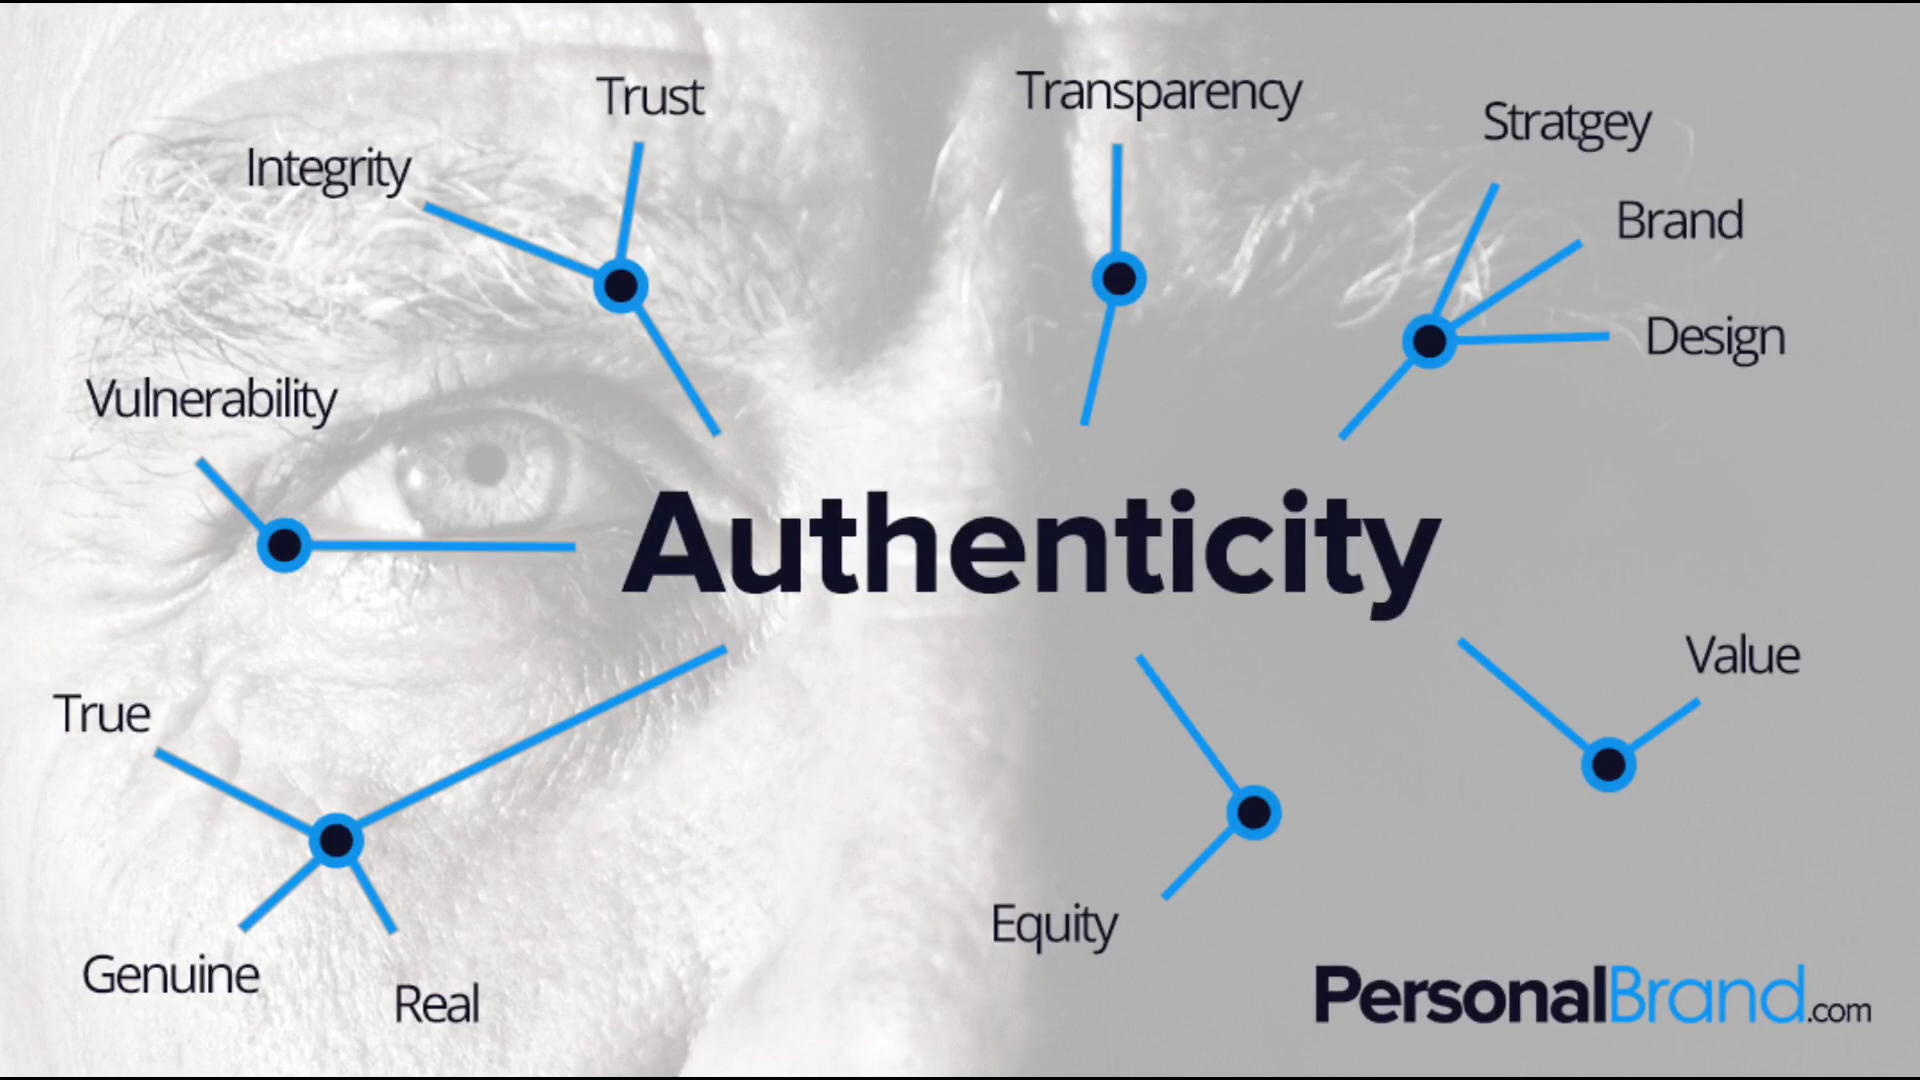 Trust
Transparency
Stratgey
Integrity
Brand
Design
Vulnerability
Authenticity
Value
True
Equity
Genuine
Real
PersonalBrand.com